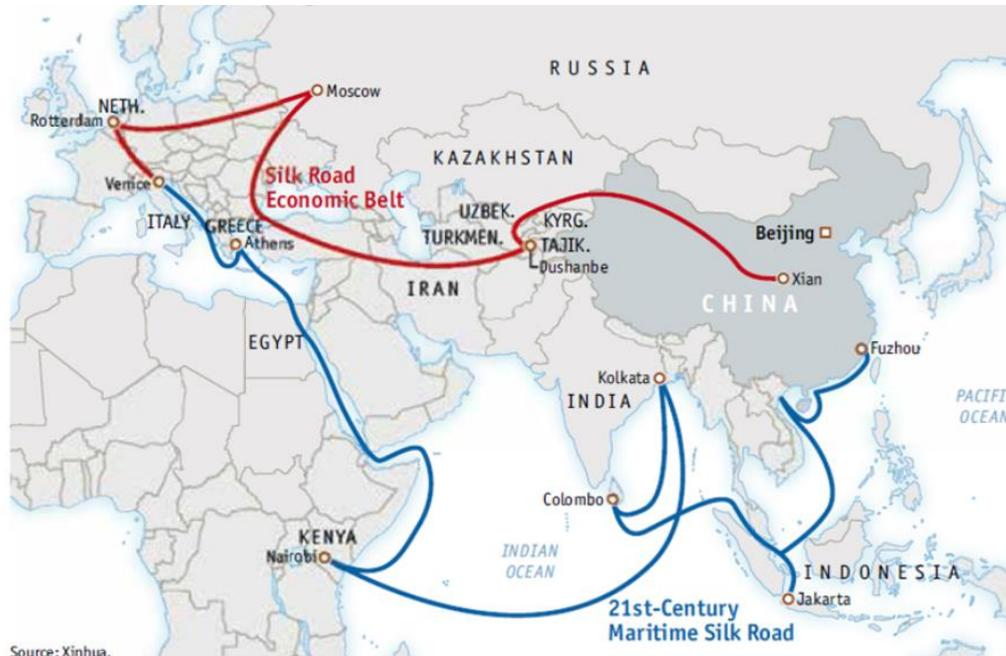 RUSSIA
Moscow
NETH.
Rotterdam
KAZAKHSTAN
Silk Road
Economic Belt
Venice
UZBEK.
KYRG.
ITALY
GREECE
Athens
TURKMEN.
TAJIK.
Dushanbe
Beijing
Xian
IRAN
CHINA
EGYPT
Fuzhou
Kolkata
INDIA
PACIFI
OCEAN
Colombo
KENYA
Nairobi
INDIAN
OCEAN
INDONESIA
Jakarta
21st-Century
Maritime Silk Road
Source: Xinhua.